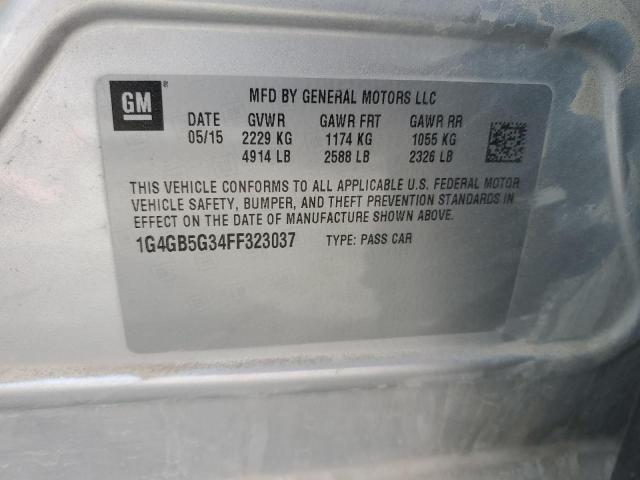 GM ®
MFD BY GENERAL MOTORS LLC
DATE GVWR GAWR FRT GAWR RR
05/15 2229 KG 1174 KG 1055 KG
4914 LB 2588 LB 2326 LB
THIS VEHICLE CONFORMS TO ALL APPLICABLE U.S. FEDERAL MOTOR
VEHICLE SAFETY, BUMPER, AND THEFT PREVENTION STANDARDS IN
EFFECT ON THE DATE OF MANUFACTURE SHOWN ABOVE.
1G4GB5G34FF323037 TYPE: PASS CAR